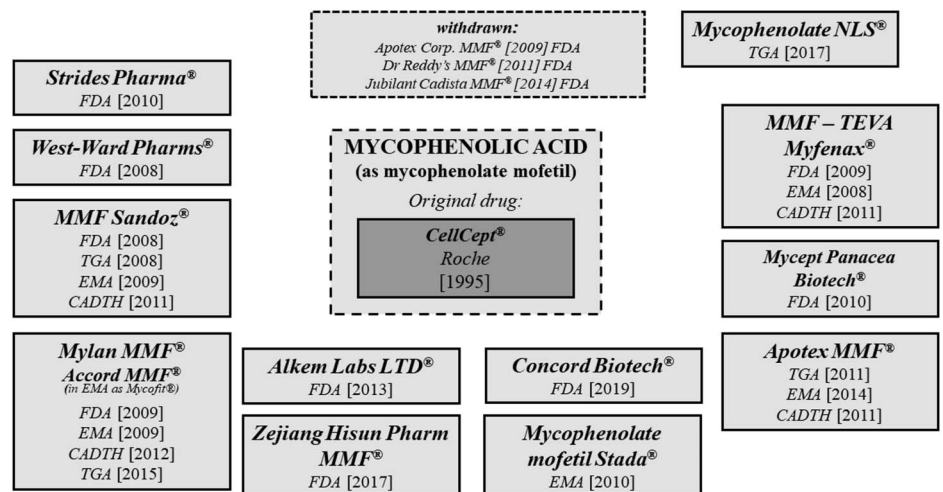 withdrawn:
Apotex Corp. MMF® [2009] FDA
Dr Reddy's MMF® [2011] FDA
Jubilant Cadista MMF® [2014] FDA
Mycophenolate NLS®
TGA [2017]
Strides Pharma®
FDA [2010]
West-Ward Pharms®
FDA [2008]
MMF Sandoz®
FDA [2008]
TGA [2008]
EMA [2009]
CADTH [2011]
Mylan MMF®
Accord MMF®
(in EMA as Mycofit®)
FDA [2009]
EMA [2009]
CADTH [2012]
TGA [2015]
MYCOPHENOLIC ACID
(as mycophenolate mofetil)
Original drug:
CellCept®
Roche
[1995]
MMF – TEVA
Myfenax®
FDA [2009]
EMA [2008]
CADTH [2011]
Mycept Panacea
Biotech®
FDA [2010]
Apotex MMF®
TGA [2011]
EMA [2014]
CADTH [2011]
Alkem Labs LTD®
FDA [2013]
Concord Biotech®
FDA [2019]
Zejiang Hisun Pharm
MMF®
FDA [2017]
Mycophenolate
mofetil Stada®
EMA [2010]